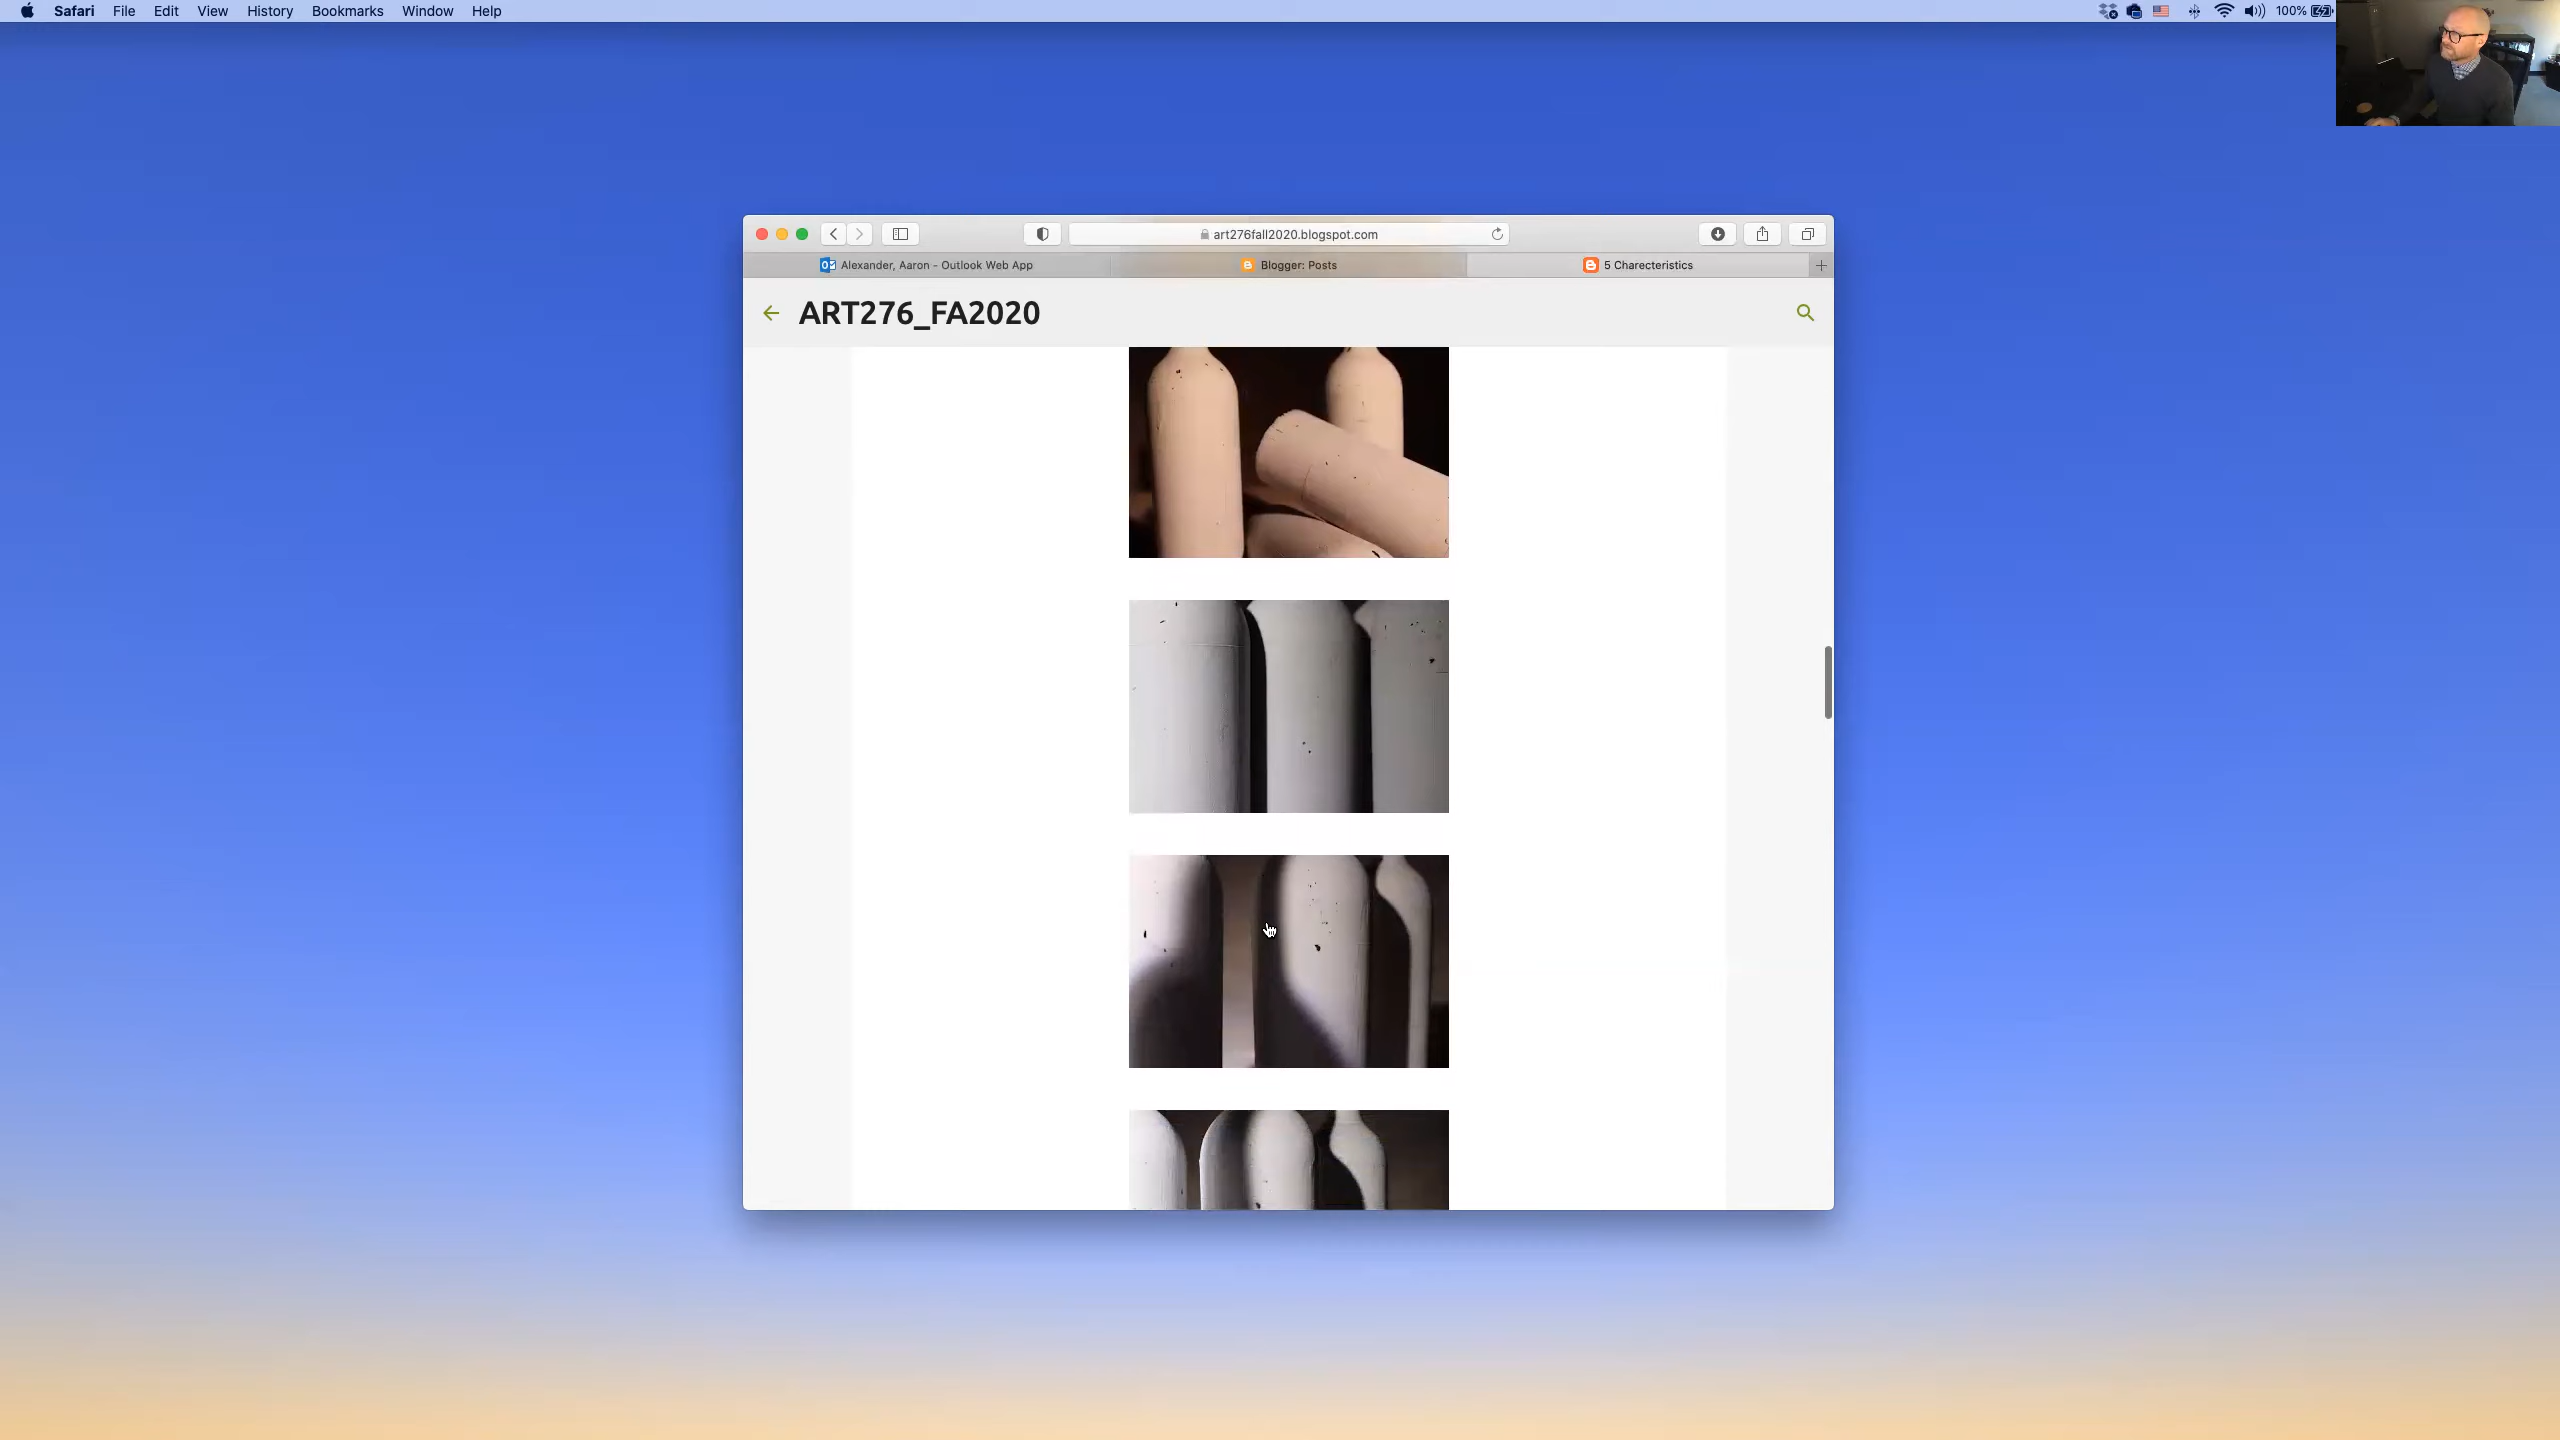 Safari File Edit View History Bookmarks Window Help 100%
art276fall2020.blogspot.com
Alexander, Aaron - Outlook Web App Blogger: Posts 5 Charecteristics
ART276_FA2020